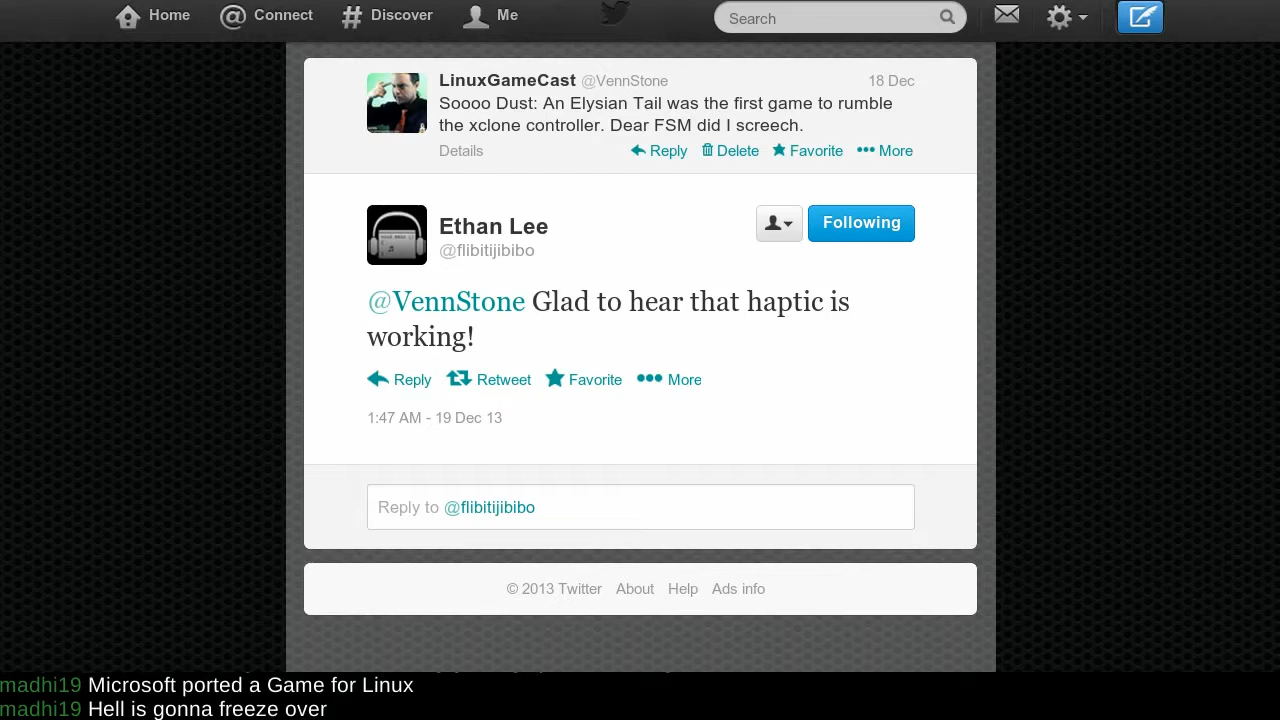 Home Connect Discover Me Search
LinuxGameCast @VennStone 18 Dec
Soooo Dust: An Elysian Tail was the first game to rumble
the xclone controller. Dear FSM did I screech.
Details Reply Delete Favorite More
Ethan Lee
@flibitijibibo
Following
@VennStone Glad to hear that haptic is
working!
Reply Retweet Favorite More
1:47 AM - 19 Dec 13
Reply to @flibitijibibo
© 2013 Twitter About Help Ads info
madhi19 Microsoft ported a Game for Linux
madhi19 Hell is gonna freeze over